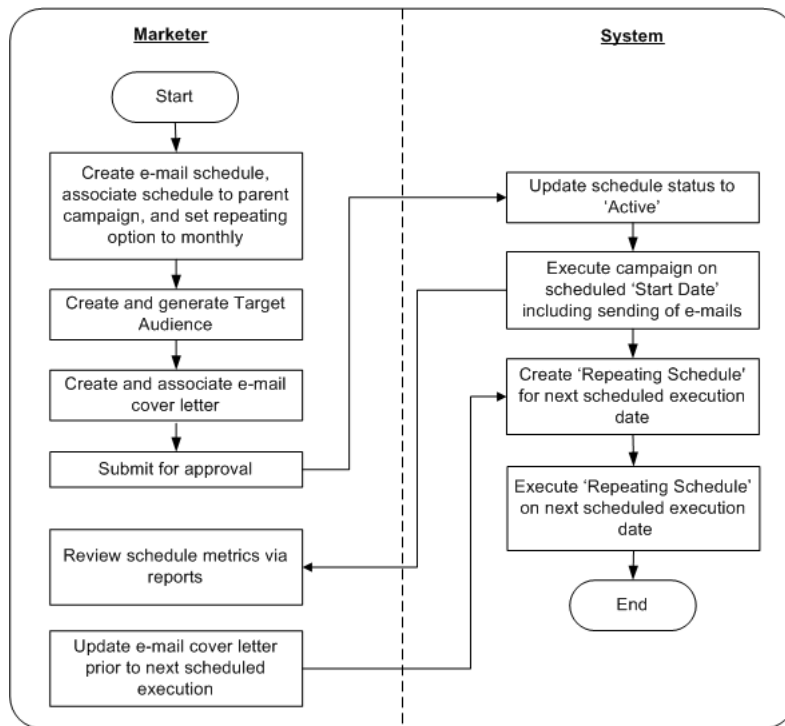 Marketer
Start
Create e-mail schedule,
associate schedule to parent
campaign, and set repeating
option to monthly
Create and generate Target
Audience
Create and associate e-mail
cover letter
Submit for approval
Review schedule metrics via
reports
Update e-mail cover letter
prior to next scheduled
execution
System
Update schedule status to
‘Active’
Execute campaign on
scheduled ‘Start Date’
including sending of e-mails
Create ‘Repeating Schedule’
for next scheduled execution
date
Execute ‘Repeating Schedule’
on next scheduled execution
date
End